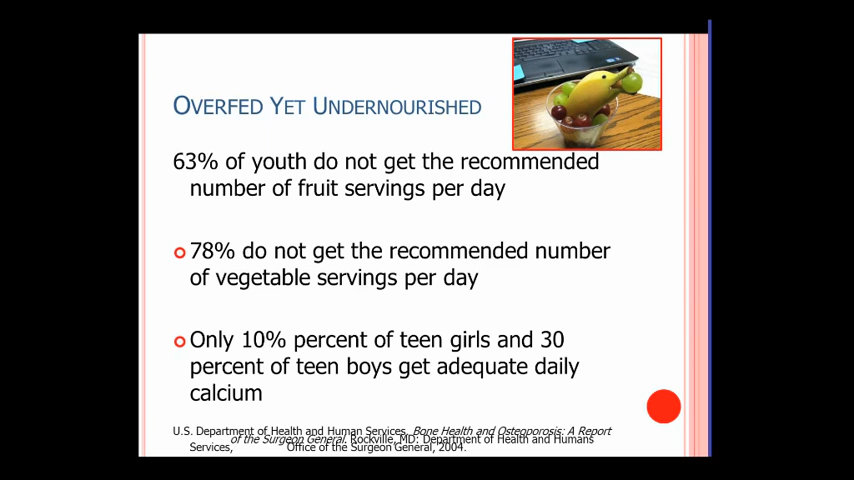 OVERFED YET UNDERNOURISHED
63% of youth do not get the recommended
number of fruit servings per day
78% do not get the recommended number
of vegetable servings per day
Only 10% percent of teen girls and 30
percent of teen boys get adequate daily
calcium
U.S. Department of Health and Human Services. Bone Health and Osteoporosis: A Report
of the Surgeon General. Rockville, MD: Department of Health and Humans
Services, Office of the Surgeon General, 2004.